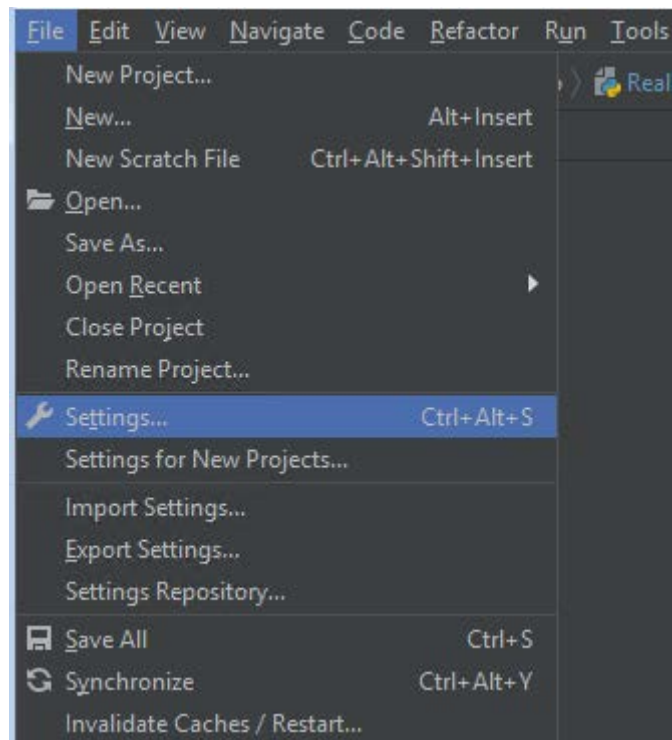 File Edit View Navigate Code Refactor Run Tools
Real
New Project...
New... Alt+Insert
New Scratch File Ctrl+Alt+Shift+Insert
Open...
Save As...
Open Recent
Close Project
Rename Project...
Settings... Ctrl+Alt+S
Settings for New Projects...
Import Settings...
Export Settings...
Settings Repository...
Save All Ctrl+S
Synchronize Ctrl+Alt+Y
Invalidate Caches / Restart...